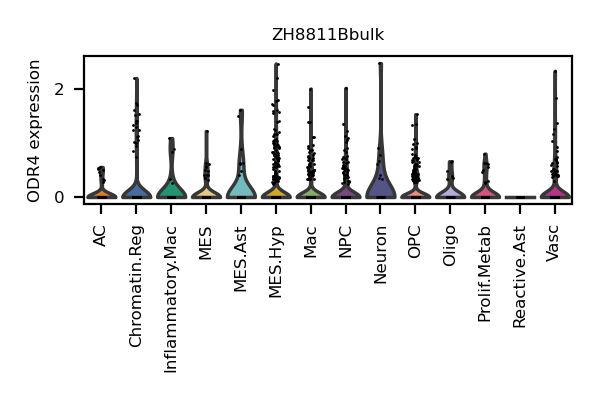 ZH8811Bbulk
ODR4 expression
2
0
AC
Chromatin.Reg
Inflammatory.Mac
MES
MES.Ast
MES.Hyp
Mac
NPC
Neuron
OPC
Oligo
Prolif.Metab
Reactive.Ast
Vasc